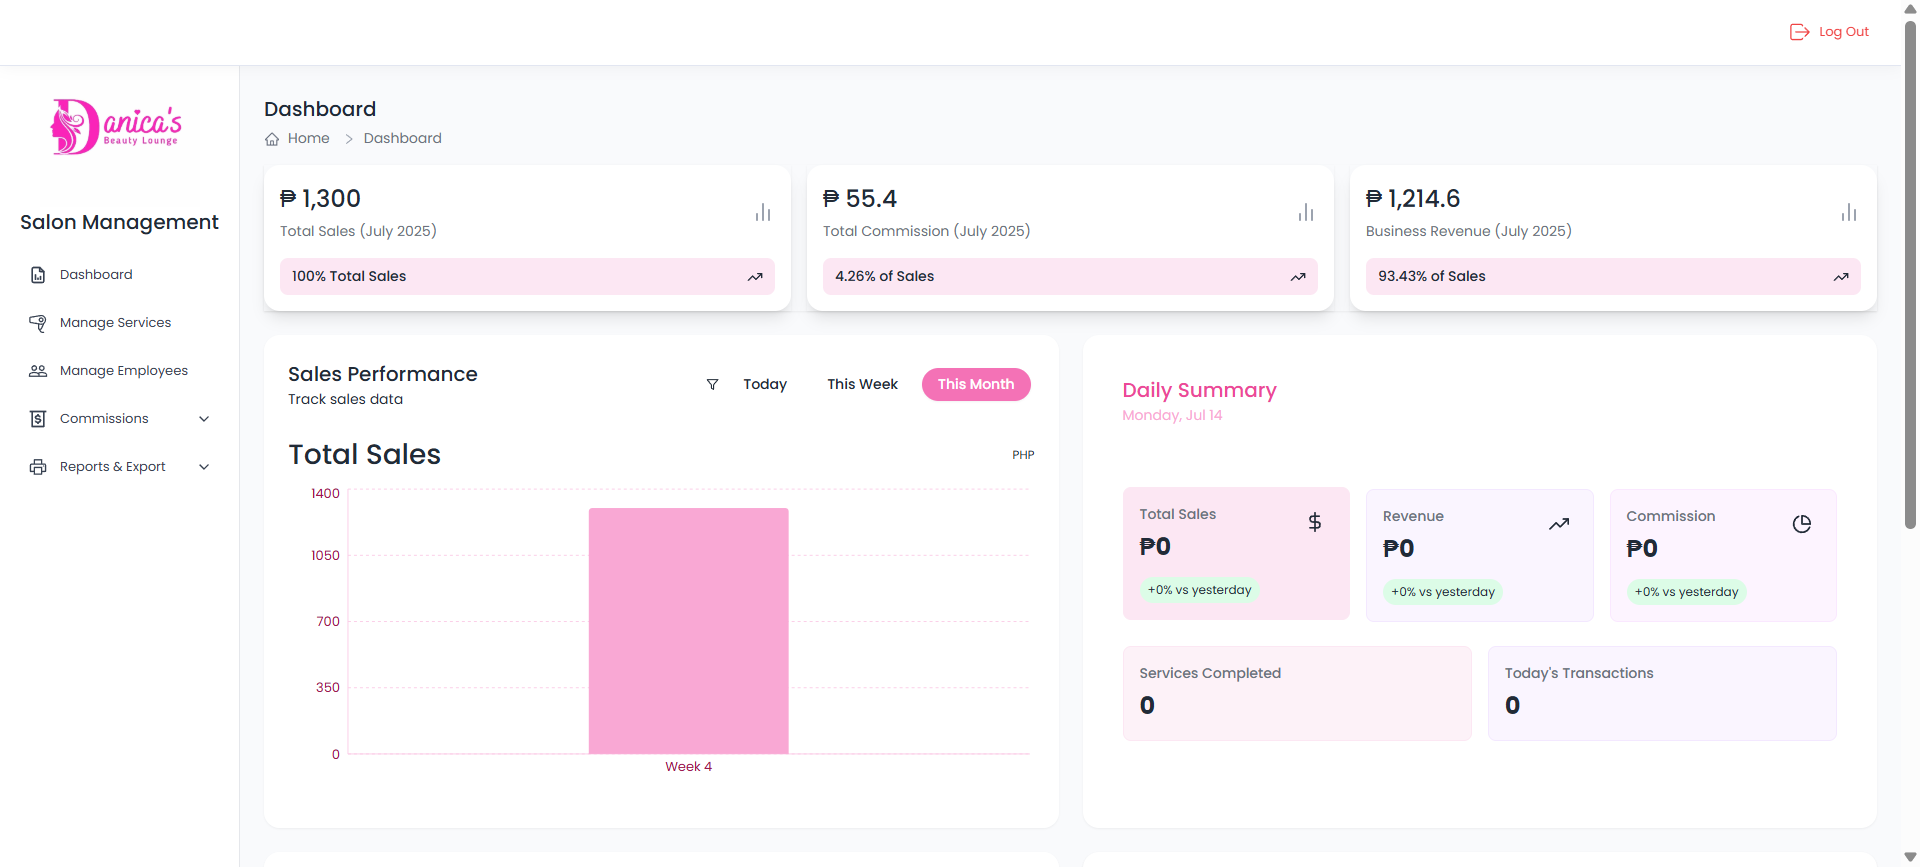 Log Out
Danica's
Beauty Lounge
Salon Management
Dashboard
Manage Services
Manage Employees
Commissions
Reports & Export
Dashboard
Home > Dashboard
₱ 1,300
Total Sales (July 2025)
100% Total Sales
₱ 55.4
Total Commission (July 2025)
4.26% of Sales
₱ 1,214.6
Business Revenue (July 2025)
93.43% of Sales
Sales Performance
Track sales data
Today
This Week
This Month
Total Sales
PHP
1400
1050
700
350
0
Week 4
Daily Summary
Monday, Jul 14
Total Sales
₱0
+0% vs yesterday
Revenue
₱0
+0% vs yesterday
Commission
₱0
+0% vs yesterday
Services Completed
0
Today's Transactions
0